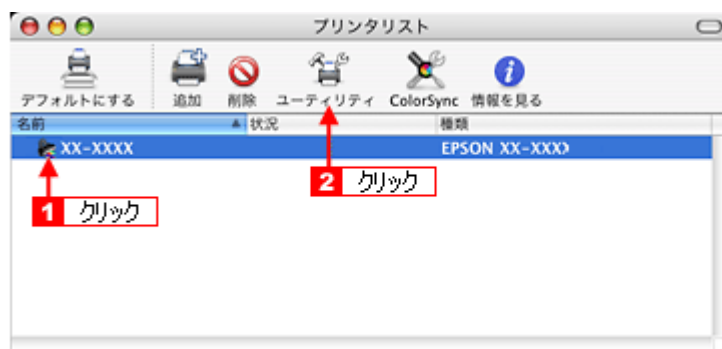 プリンタリスト
デフォルトにする 追加 削除 ユーティリティ ColorSync 情報を見る
名前 状況 種類
XX-XXXX EPSON XX-XXX
2 クリック
1 クリック